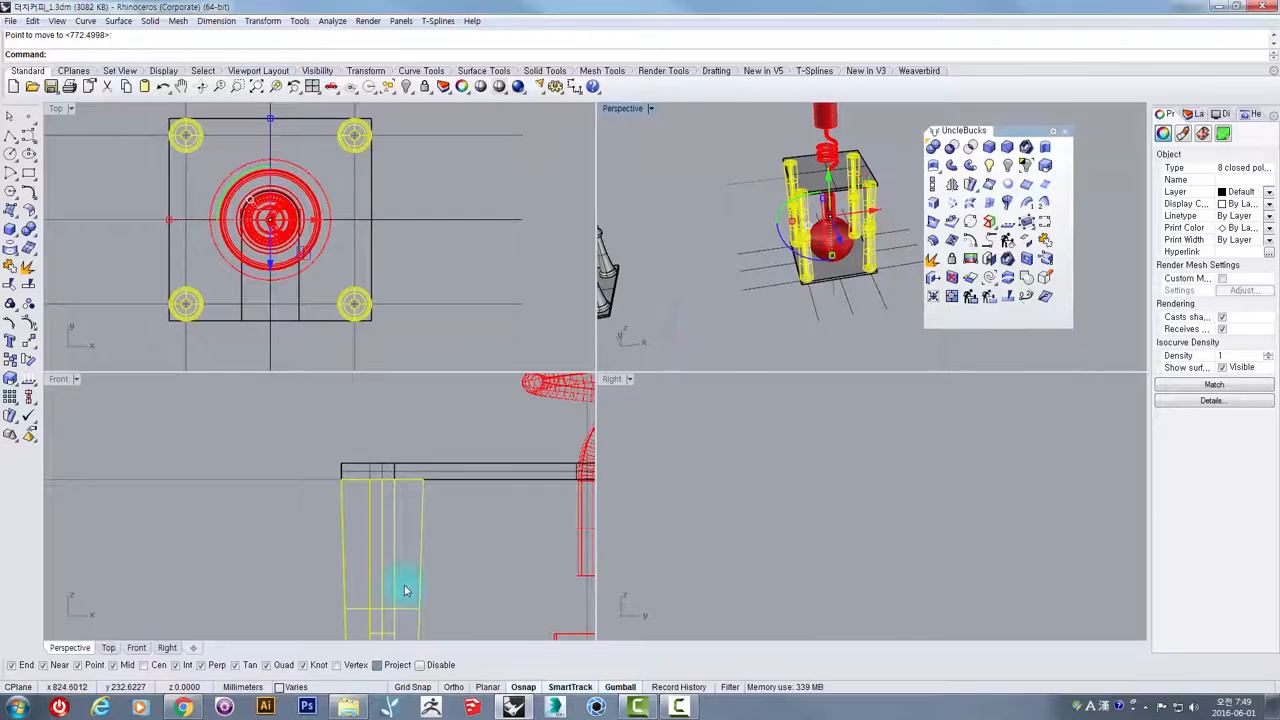 더치커피_1.3dm (3082 KB) - Rhinoceros (Corporate) (64-bit)
File Edit View Curve Surface Solid Mesh Dimension Transform Tools Analyze Render Panels T-Splines Help
Point to move to <772.4998>:
Command:
Standard CPlanes Set View Display Select Viewport Layout Visibility Transform Curve Tools Surface Tools Solid Tools Mesh Tools Render Tools Drafting New in V5 T-Splines New in V3 Weaverbird
Top
Perspective
UncleBucks
Pr La Di He
Object
Type 8 closed pol...
Name
Layer Default
Display C... By La...
Linetype By Layer
Print Color By La...
Print Width By Layer
Hyperlink ...
Render Mesh Settings
Custom M...
Settings Adjust...
Rendering
Casts sha...
Receives ...
Isocurve Density
Density 1
Show surf... Visible
Match
Details...
y x
z y x
Front
Right
z x
z y
Perspective Top Front Right
End Near Point Mid Cen Int Perp Tan Quad Knot Vertex Project Disable
CPlane x 824.6012 y 232.6227 z 0.0000 Millimeters Varies Grid Snap Ortho Planar Osnap SmartTrack Gumball Record History Filter Memory use: 339 MB
Ai Ps
A 漢
오전 7:49
2016-06-01